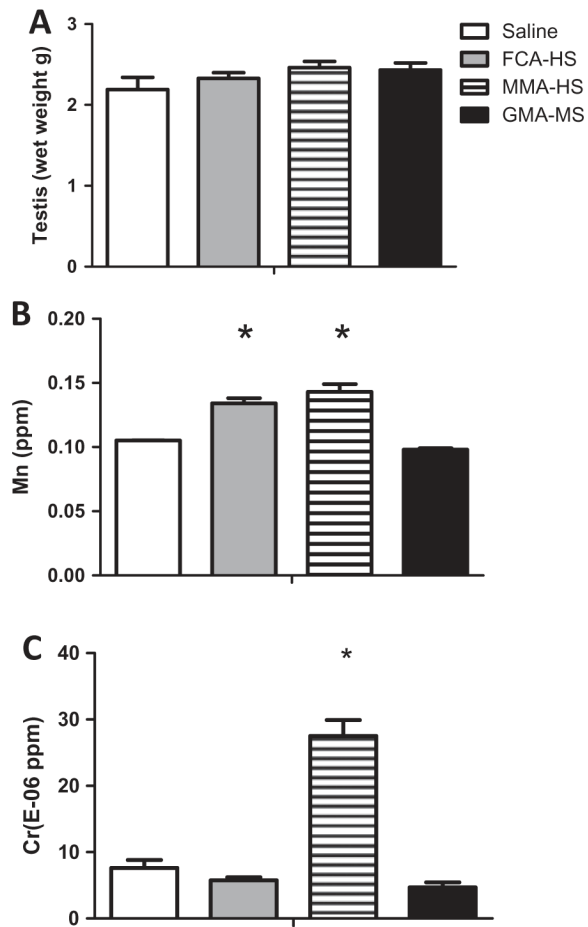 A
Testis (wet weight g)
3
2
1
0
Saline
FCA-HS
MMA-HS
GMA-MS
B
Mn (ppm)
0.20
0.15
0.10
0.05
0.00
*
*
C
Cr(E-06 ppm)
40
30
20
10
0
*